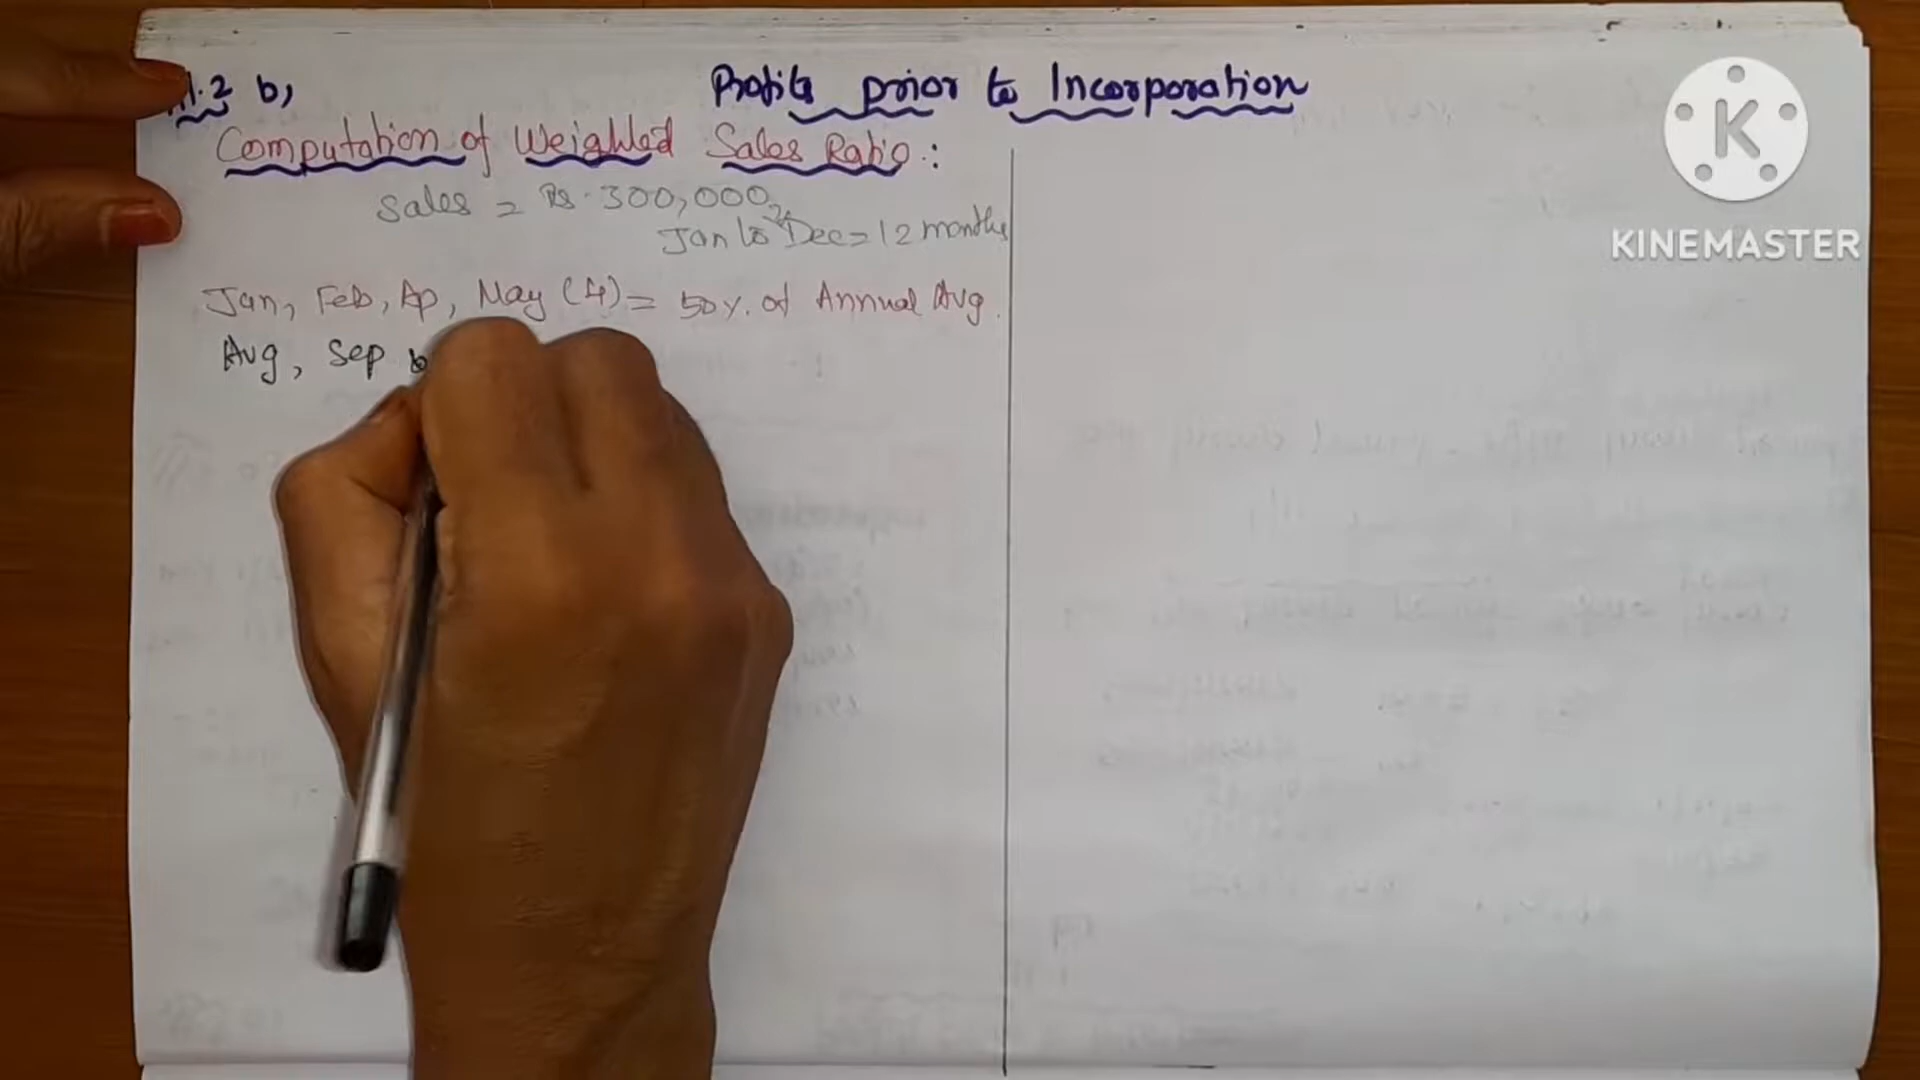 .2 b,
Profits prior to Incorporation
Computation of Weighted Sales Ratio :
Sales = Rs. 300,000
Jan to Dec = 12 months
Jan, Feb, Ap, May (4) = 50%. of Annual Avg.
Aug, Sep
K
KINEMASTER